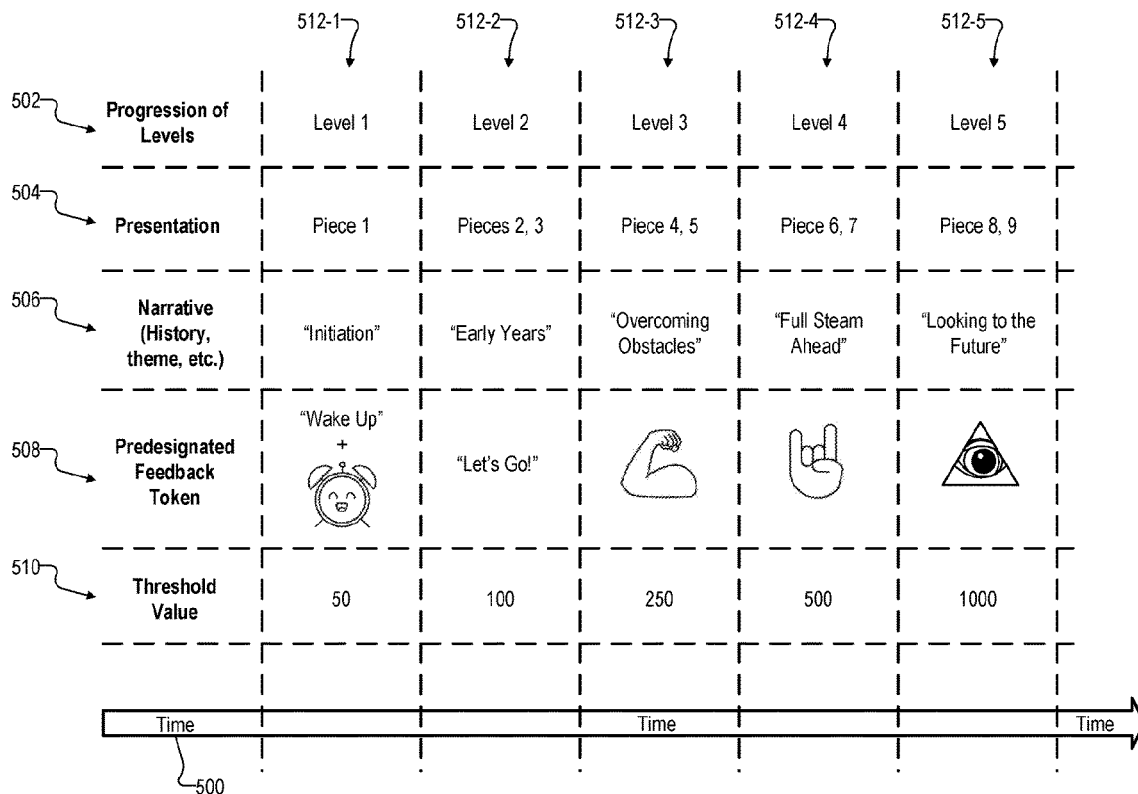 512-1 512-2 512-3 512-4 512-5
502
Progression of
Levels
Level 1 Level 2 Level 3 Level 4 Level 5
504
Presentation
Piece 1 Pieces 2, 3 Piece 4, 5 Piece 6, 7 Piece 8, 9
506
Narrative
(History,
theme, etc.)
“Initiation” “Early Years”
“Overcoming
Obstacles”
“Full Steam
Ahead”
“Looking to the
Future”
508
Predesignated
Feedback
Token
“Wake Up”
+
“Let’s Go!”
510
Threshold
Value
50 100 250 500 1000
Time Time Time
500